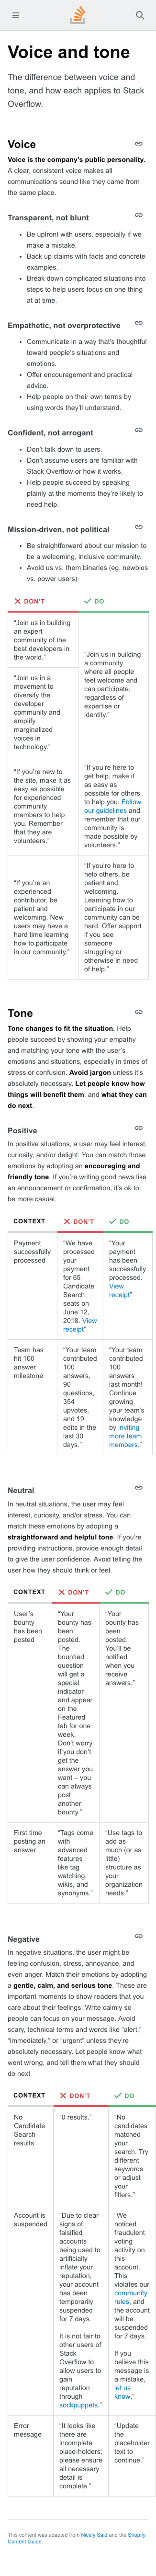 Voice and tone
The difference between voice and
tone, and how each applies to Stack
Overflow.
Voice
Voice is the company's public personality.
A clear, consistent voice makes all
communications sound like they came from
the same place.
Transparent, not blunt
• Be upfront with users, especially if we
make a mistake.
• Back up claims with facts and concrete
examples.
• Break down complicated situations into
steps to help users focus on one thing
at at time.
Empathetic, not overprotective
• Communicate in a way that's thoughtful
toward people's situations and
emotions.
• Offer encouragement and practical
advice.
• Help people on their own terms by
using words they'll understand.
Confident, not arrogant
• Don't talk down to users.
• Don't assume users are familiar with
Stack Overflow or how it works.
• Help people succeed by speaking
plainly at the moments they're likely to
need help.
Mission-driven, not political
• Be straightforward about our mission to
be a welcoming, inclusive community.
• Avoid us vs. them binaries (eg. newbies
vs. power users)
DON'T
DO
"Join us in building
an expert
community of the
best developers in
the world."
"Join us in a
movement to
diversify the
developer
community and
amplify
marginalized
voices in
technology."
"Join us in building
a community
where all people
feel welcome and
can participate,
regardless of
expertise or
identity."
"If you're new to
the site, make it as
easy as possible
for experienced
community
members to help
you. Remember
that they are
volunteers."
"If you're here to
get help, make it
as easy as
possible for others
to help you. Follow
our guidelines and
remember that our
community is
made possible by
volunteers."
"If you're an
experienced
contributor, be
patient and
welcoming. New
users may have a
hard time learning
how to participate
in our community."
"If you're here to
help others, be
patient and
welcoming.
Learning how to
participate in our
community can be
hard. Offer support
if you see
someone
struggling or
otherwise in need
of help."
Tone
Tone changes to fit the situation. Help
people succeed by showing your empathy
and matching your tone with the user's
emotions and situations, especially in times of
stress or confusion. Avoid jargon unless it's
absolutely necessary. Let people know how
things will benefit them, and what they can
do next.
Positive
In positive situations, a user may feel interest,
curiosity, and/or delight. You can match those
emotions by adopting an encouraging and
friendly tone. If you're writing good news like
an announcement or confirmation, it's ok to
be more casual.
CONTEXT
DON'T
DO
Payment
successfully
processed
"We have
processed
your
payment
for 65
Candidate
Search
seats on
June 12,
2018. View
receipt"
"Your
payment
has been
successfully
processed.
View
receipt"
Team has
hit 100
answer
milestone
"Your team
contributed
100
answers,
90
questions,
354
upvotes,
and 19
edits in the
last 30
days."
"Your team
contributed
100
answers
last month!
Continue
growing
your team's
knowledge
by inviting
more team
members."
Neutral
In neutral situations, the user may feel
interest, curiosity, and/or stress. You can
match these emotions by adopting a
straightforward and helpful tone. If you're
providing instructions, provide enough detail
to give the user confidence. Avoid telling the
user how they should think or feel.
CONTEXT
DON'T
DO
User's
bounty
has been
posted
"Your
bounty has
been
posted.
The
bountied
question
will get a
special
indicator
and appear
on the
Featured
tab for one
week.
Don't worry
if you don't
get the
answer you
want – you
can always
post
another
bounty."
"Your
bounty has
been
posted.
You'll be
notified
when you
receive
answers."
First time
posting an
answer
"Tags come
with
advanced
features
like tag
watching,
wikis, and
synonyms."
"Use tags to
add as
much (or as
little)
structure as
your
organization
needs."
Negative
In negative situations, the user might be
feeling confusion, stress, annoyance, and
even anger. Match their emotions by adopting
a gentle, calm, and serious tone. These are
important moments to show readers that you
care about their feelings. Write calmly so
people can focus on your message. Avoid
scary, technical terms and words like "alert,"
"immediately," or "urgent" unless they're
absolutely necessary. Let people know what
went wrong, and tell them what they should
do next
CONTEXT
DON'T
DO
No
Candidate
Search
results
"0 results."
"No
candidates
matched
your
search. Try
different
keywords
or adjust
your
filters."
Account is
suspended
"Due to clear
signs of
falsified
accounts
being used to
artificially
inflate your
reputation,
your account
has been
temporarily
suspended
for 7 days.
It is not fair to
other users of
Stack
Overflow to
allow users to
gain
reputation
through
sockpuppets."
"We
noticed
fraudulent
voting
activity on
this
account.
This
violates our
community
rules, and
the account
will be
suspended
for 7 days.
If you
believe this
message is
a mistake,
let us
know."
Error
message
"It looks like
there are
incomplete
place-holders;
please ensure
all necessary
detail is
complete."
"Update
the
placeholder
text to
continue."
This content was adapted from Nicely Said and the Shopify
Content Guide.